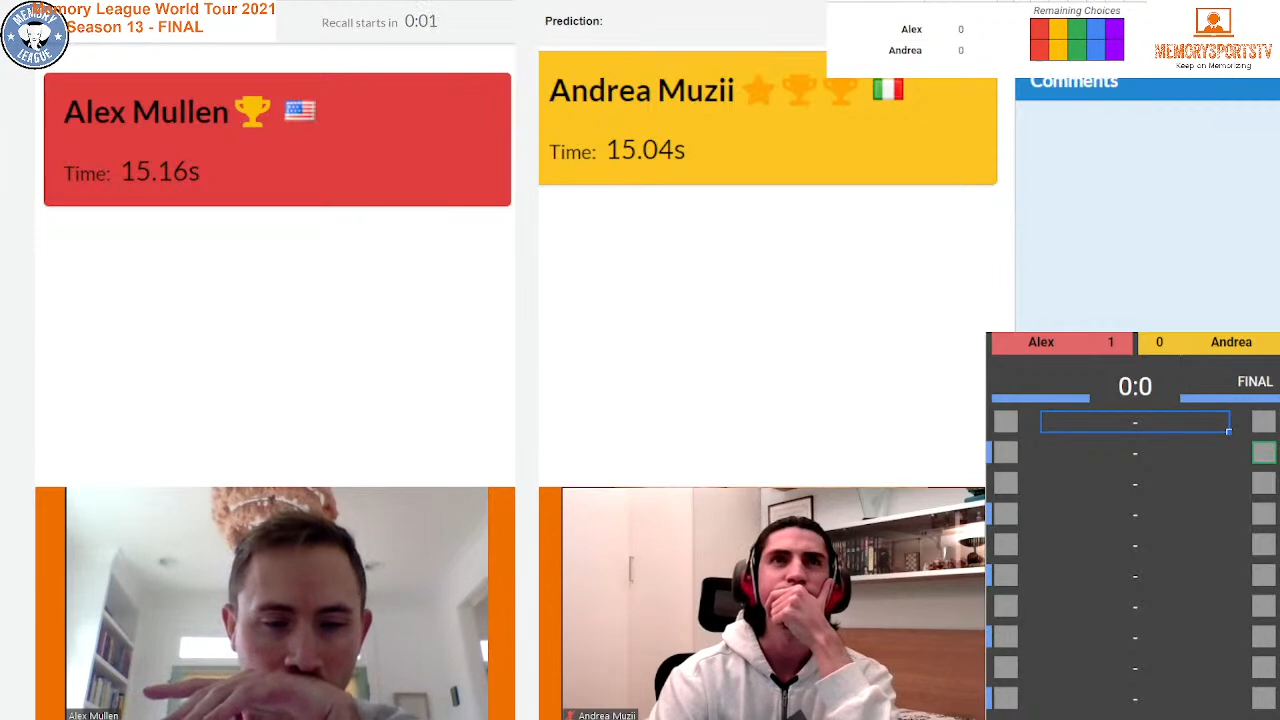 Memory League World Tour 2021
Season 13 - FINAL
MEMORY
LEAGUE
Recall starts in 0:01
Prediction:
Alex 0
Andrea 0
Remaining Choices
MEMORYSPORTSTV
Keep on Memorizing
Alex Mullen
Time: 15.16s
Andrea Muzii
Time: 15.04s
Comments
Alex 1 0 Andrea
0:0 FINAL
-
-
-
-
-
-
-
-
-
-
Alex Mullen
Andrea Muzii